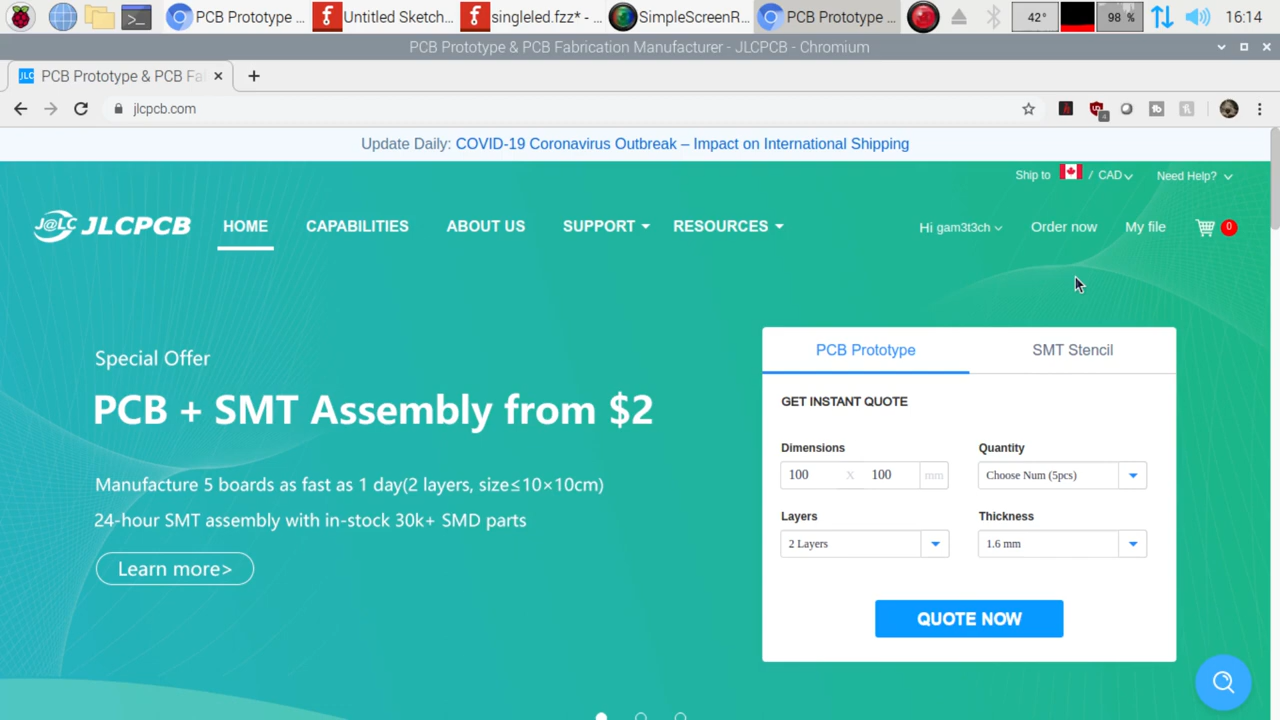 PCB Prototype ...
Untitled Sketch...
singleled.fzz* - ...
SimpleScreenR...
PCB Prototype ...
42°
98 %
16:14
PCB Prototype & PCB Fabrication Manufacturer - JLCPCB - Chromium
JLC
PCB Prototype & PCB Fa
jlcpcb.com
4
Update Daily: COVID-19 Coronavirus Outbreak – Impact on International Shipping
Ship to / CAD
Need Help?
J@LC JLCPCB
HOME
CAPABILITIES
ABOUT US
SUPPORT
RESOURCES
Hi gam3t3ch
Order now
My file
0
Special Offer
PCB + SMT Assembly from $2
Manufacture 5 boards as fast as 1 day(2 layers, size≤10×10cm)
24-hour SMT assembly with in-stock 30k+ SMD parts
Learn more>
PCB Prototype
SMT Stencil
GET INSTANT QUOTE
Dimensions
Quantity
100 X 100 mm
Choose Num (5pcs)
Layers
Thickness
2 Layers
1.6 mm
QUOTE NOW